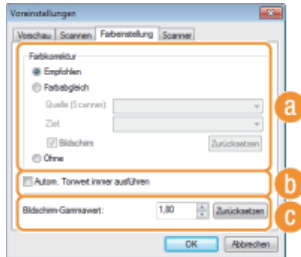 Voreinstellungen
Vorschau Scannen Farbeinstellung Scanner
Farbkorrektur
Empfohlen
Farbabgleich
Quelle (Scanner):
Ziel:
Bildschirm Zurücksetzen
Ohne
a
Autom. Tonwert immer ausführen
b
Bildschirm-Gammawert: 1,80 Zurücksetzen
c
OK Abbrechen